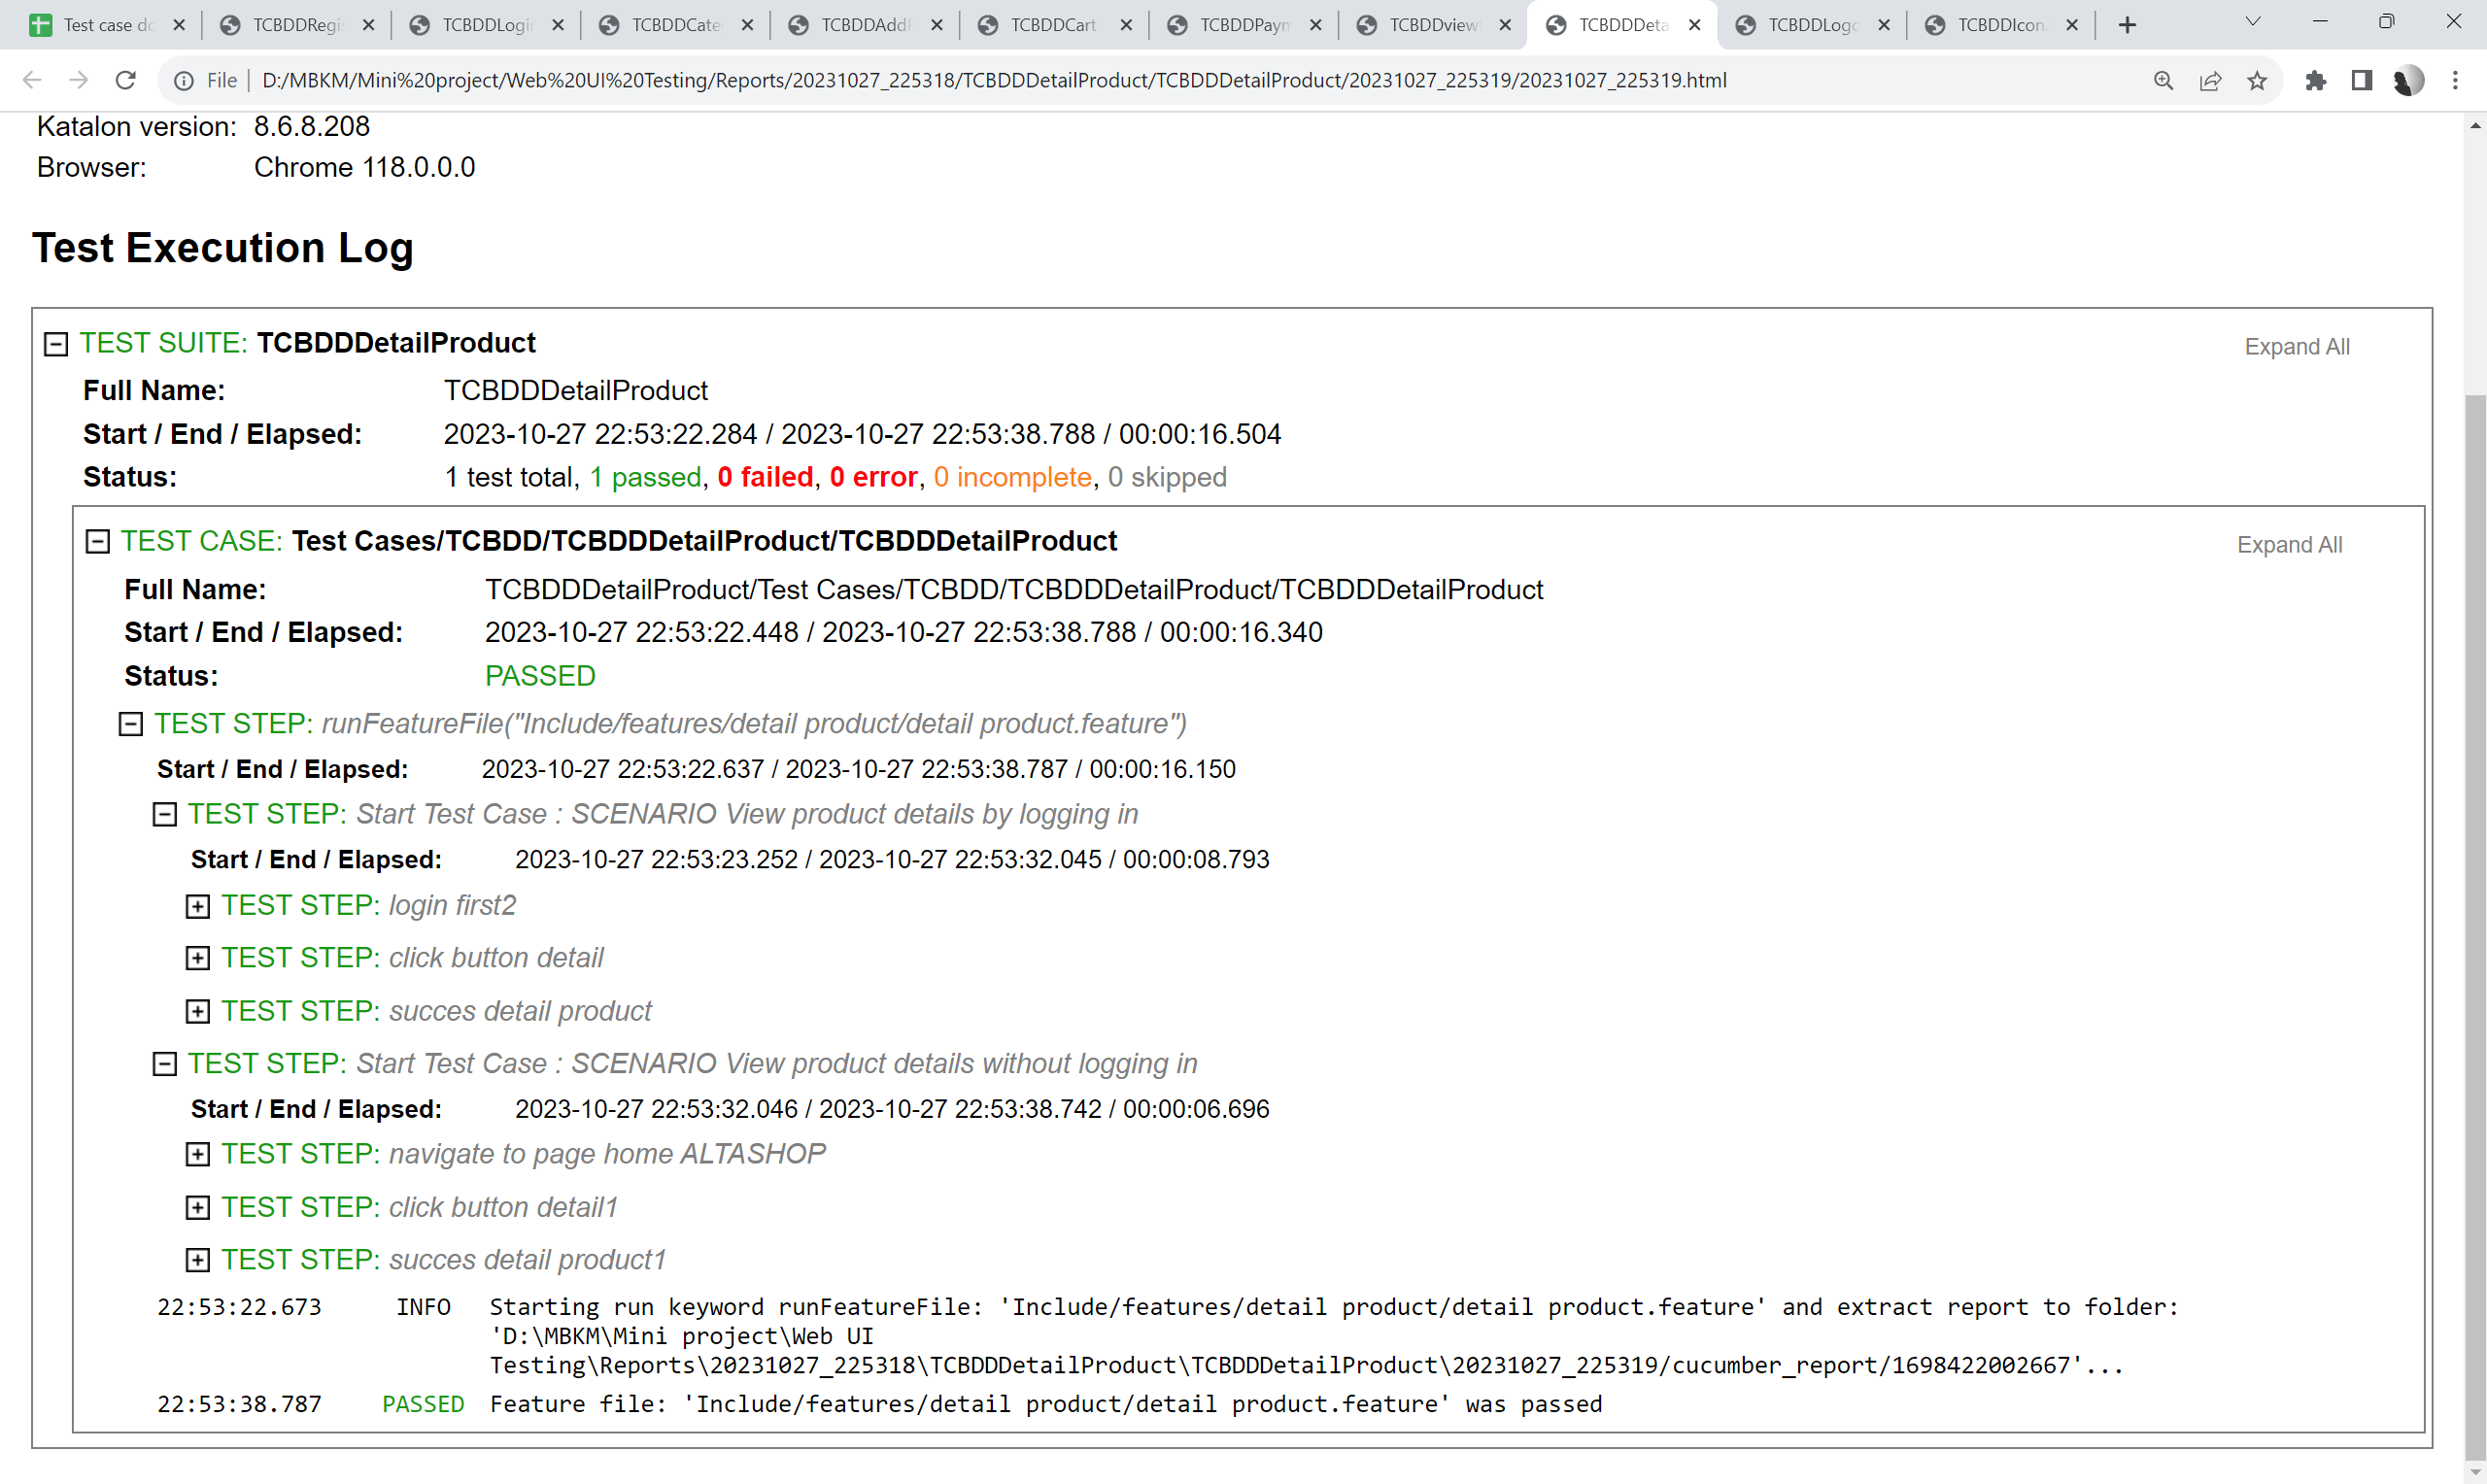 Test case do
TCBDDRegis
TCBDDLogin
TCBDDCate
TCBDDAddP
TCBDDCart
TCBDDPaym
TCBDDview
TCBDDDeta
TCBDDLogo
TCBDDIcon
File
D:/MBKM/Mini%20project/Web%20UI%20Testing/Reports/20231027_225318/TCBDDDetailProduct/TCBDDDetailProduct/20231027_225319/20231027_225319.html
Katalon version: 8.6.8.208
Browser: Chrome 118.0.0.0
Test Execution Log
TEST SUITE: TCBDDDetailProduct Expand All
Full Name: TCBDDDetailProduct
Start / End / Elapsed: 2023-10-27 22:53:22.284 / 2023-10-27 22:53:38.788 / 00:00:16.504
Status: 1 test total, 1 passed, 0 failed, 0 error, 0 incomplete, 0 skipped
TEST CASE: Test Cases/TCBDD/TCBDDDetailProduct/TCBDDDetailProduct Expand All
Full Name: TCBDDDetailProduct/Test Cases/TCBDD/TCBDDDetailProduct/TCBDDDetailProduct
Start / End / Elapsed: 2023-10-27 22:53:22.448 / 2023-10-27 22:53:38.788 / 00:00:16.340
Status: PASSED
TEST STEP: runFeatureFile("Include/features/detail product/detail product.feature")
Start / End / Elapsed: 2023-10-27 22:53:22.637 / 2023-10-27 22:53:38.787 / 00:00:16.150
TEST STEP: Start Test Case : SCENARIO View product details by logging in
Start / End / Elapsed: 2023-10-27 22:53:23.252 / 2023-10-27 22:53:32.045 / 00:00:08.793
TEST STEP: login first2
TEST STEP: click button detail
TEST STEP: succes detail product
TEST STEP: Start Test Case : SCENARIO View product details without logging in
Start / End / Elapsed: 2023-10-27 22:53:32.046 / 2023-10-27 22:53:38.742 / 00:00:06.696
TEST STEP: navigate to page home ALTASHOP
TEST STEP: click button detail1
TEST STEP: succes detail product1
22:53:22.673 INFO Starting run keyword runFeatureFile: 'Include/features/detail product/detail product.feature' and extract report to folder:
'D:\MBKM\Mini project\Web UI
Testing\Reports\20231027_225318\TCBDDDetailProduct\TCBDDDetailProduct\20231027_225319/cucumber_report/1698422002667'...
22:53:38.787 PASSED Feature file: 'Include/features/detail product/detail product.feature' was passed